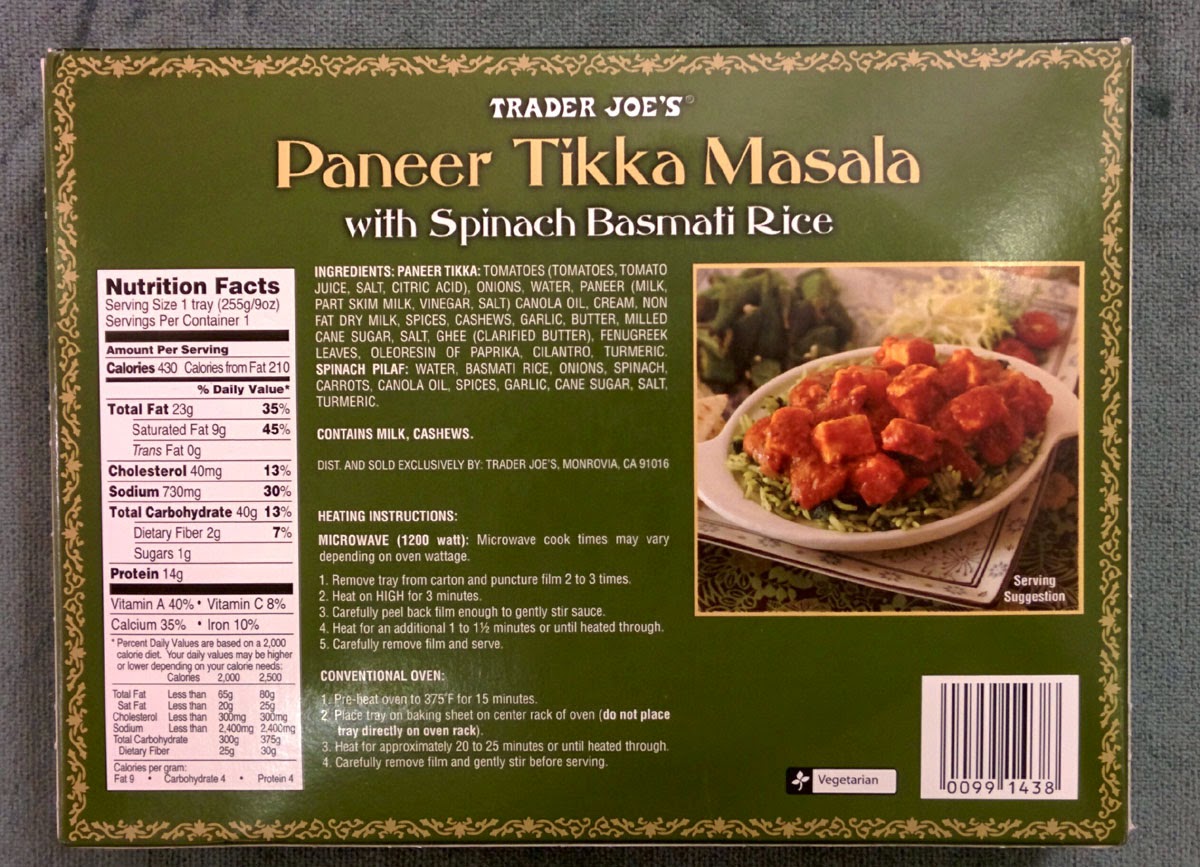 TRADER JOE'S®
Paneer Tikka Masala
with Spinach Basmati Rice
Nutrition Facts
Serving Size 1 tray (255g/9oz)
Servings Per Container 1
Amount Per Serving
Calories 430 Calories from Fat 210
% Daily Value*
Total Fat 23g 35%
Saturated Fat 9g 45%
Trans Fat 0g
Cholesterol 40mg 13%
Sodium 730mg 30%
Total Carbohydrate 40g 13%
Dietary Fiber 2g 7%
Sugars 1g
Protein 14g
Vitamin A 40% • Vitamin C 8%
Calcium 35% • Iron 10%
* Percent Daily Values are based on a 2,000
calorie diet. Your daily values may be higher
or lower depending on your calorie needs:
Calories 2,000 2,500
Total Fat Less than 65g 80g
Sat Fat Less than 20g 25g
Cholesterol Less than 300mg 300mg
Sodium Less than 2,400mg 2,400mg
Total Carbohydrate 300g 375g
Dietary Fiber 25g 30g
Calories per gram:
Fat 9 • Carbohydrate 4 • Protein 4
INGREDIENTS: PANEER TIKKA: TOMATOES (TOMATOES, TOMATO
JUICE, SALT, CITRIC ACID), ONIONS, WATER, PANEER (MILK,
PART SKIM MILK, VINEGAR, SALT) CANOLA OIL, CREAM, NON
FAT DRY MILK, SPICES, CASHEWS, GARLIC, BUTTER, MILLED
CANE SUGAR, SALT, GHEE (CLARIFIED BUTTER), FENUGREEK
LEAVES, OLEORESIN OF PAPRIKA, CILANTRO, TURMERIC.
SPINACH PILAF: WATER, BASMATI RICE, ONIONS, SPINACH,
CARROTS, CANOLA OIL, SPICES, GARLIC, CANE SUGAR, SALT,
TURMERIC.
CONTAINS MILK, CASHEWS.
DIST. AND SOLD EXCLUSIVELY BY: TRADER JOE'S, MONROVIA, CA 91016
HEATING INSTRUCTIONS:
MICROWAVE (1200 watt): Microwave cook times may vary
depending on oven wattage.
1. Remove tray from carton and puncture film 2 to 3 times.
2. Heat on HIGH for 3 minutes.
3. Carefully peel back film enough to gently stir sauce.
4. Heat for an additional 1 to 1½ minutes or until heated through.
5. Carefully remove film and serve.
CONVENTIONAL OVEN:
1. Pre-heat oven to 375°F for 15 minutes.
2. Place tray on baking sheet on center rack of oven (do not place
tray directly on oven rack).
3. Heat for approximately 20 to 25 minutes or until heated through.
4. Carefully remove film and gently stir before serving.
Serving
Suggestion
Vegetarian
0099 1438